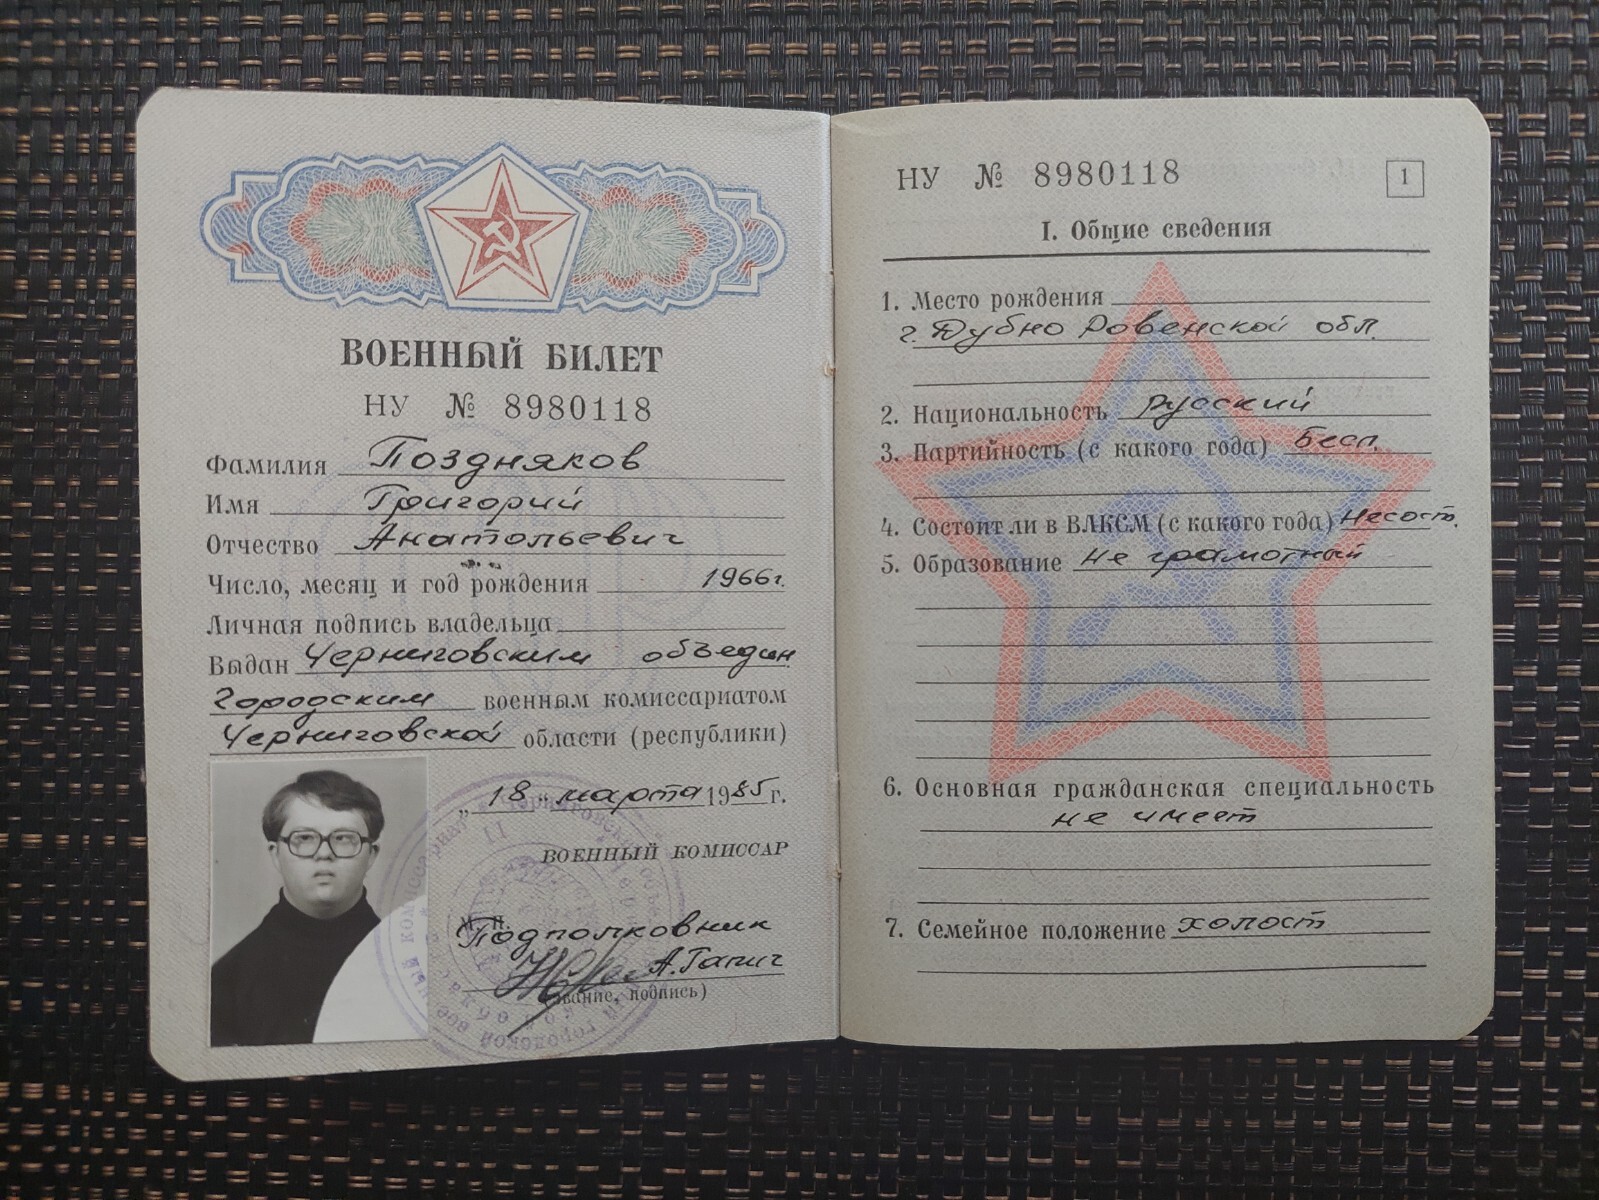 ВОЕННЫЙ БИЛЕТ
НУ № 8980118
Фамилия Поздняков
Имя Григорий
Отчество Анатольевич
Число, месяц и год рождения 1966г.
Личная подпись владельца
Выдан Черниговским объедин
городским военным комиссариатом
Черниговской области (республики)
„18„ марта 1985г.
ВОЕННЫЙ КОМИССАР
М. П.
Подполковник
А. Гапич
(звание, подпись)
НУ № 8980118
1
I. Общие сведения
1. Место рождения
г. Дубно Ровенской обл.
2. Национальность русский
3. Партийность (с какого года) Бесп.
4. Состоит ли в ВЛКСМ (с какого года) Несост.
5. Образование не грамотный
6. Основная гражданская специальность
не имеет
7. Семейное положение холост